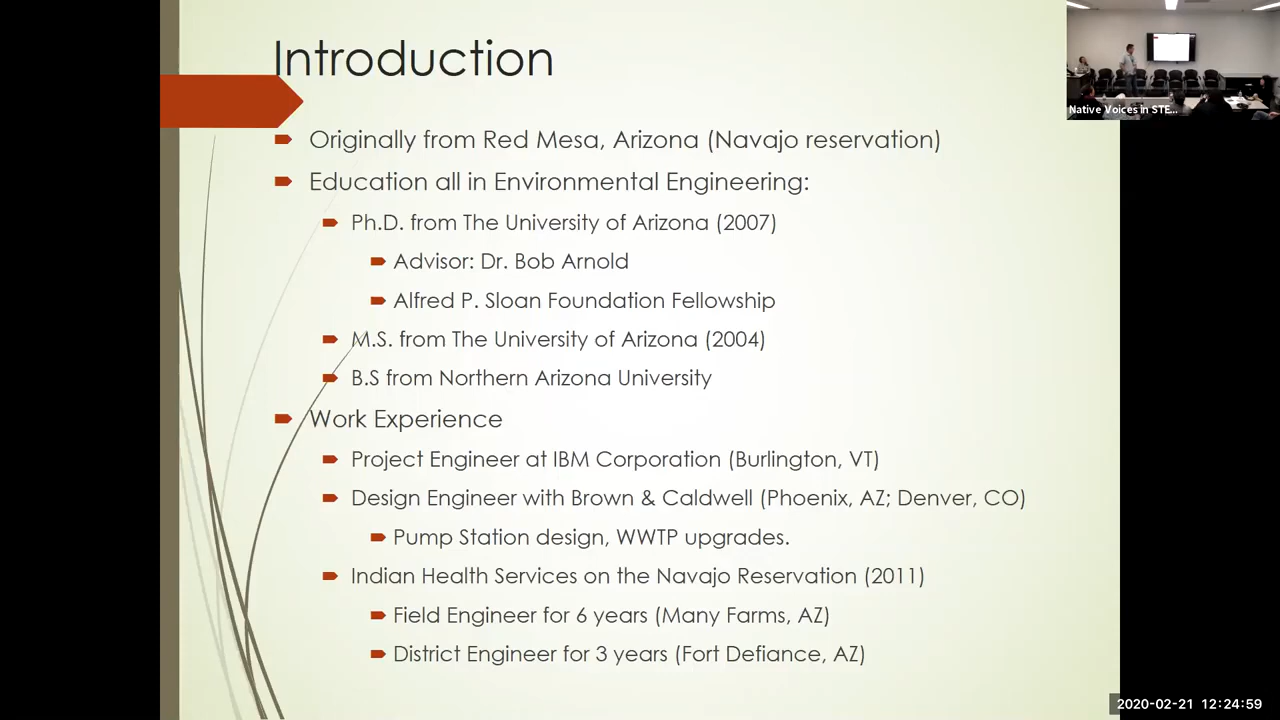 Introduction
Native Voices in STE...
Originally from Red Mesa, Arizona (Navajo reservation)
Education all in Environmental Engineering:
Ph.D. from The University of Arizona (2007)
Advisor: Dr. Bob Arnold
Alfred P. Sloan Foundation Fellowship
M.S. from The University of Arizona (2004)
B.S from Northern Arizona University
Work Experience
Project Engineer at IBM Corporation (Burlington, VT)
Design Engineer with Brown & Caldwell (Phoenix, AZ; Denver, CO)
Pump Station design, WWTP upgrades.
Indian Health Services on the Navajo Reservation (2011)
Field Engineer for 6 years (Many Farms, AZ)
District Engineer for 3 years (Fort Defiance, AZ)
2020-02-21 12:24:59